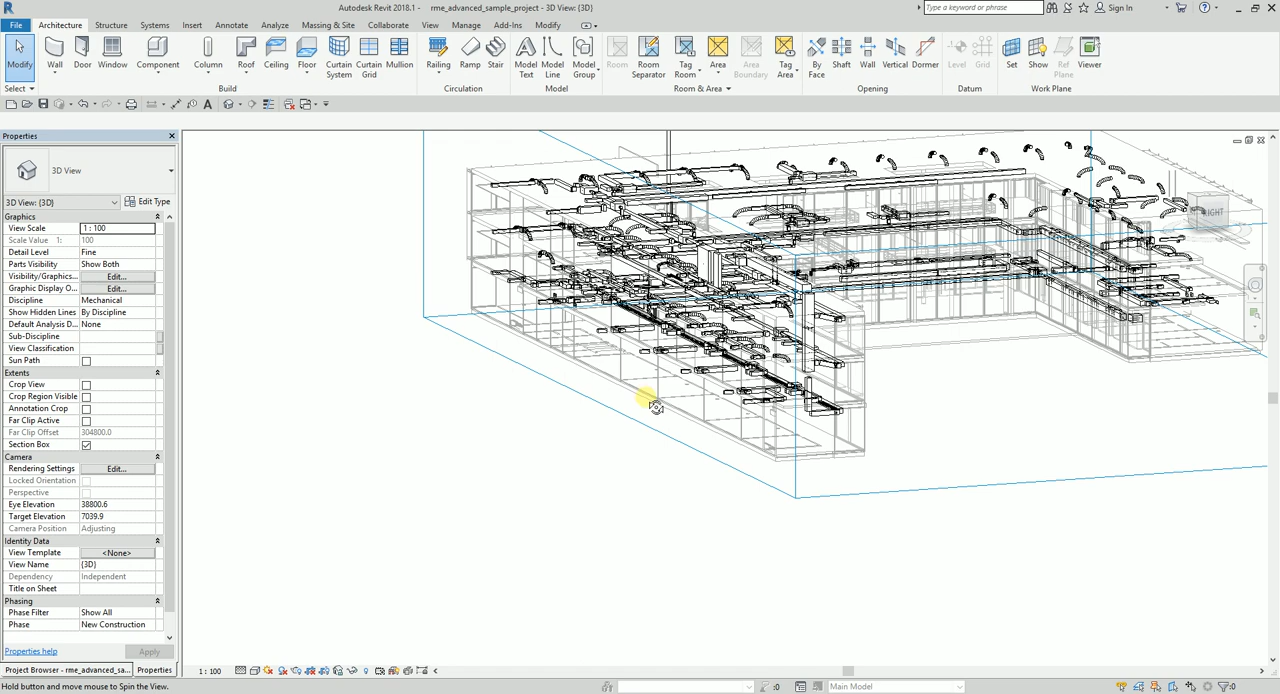 Autodesk Revit 2018.1 - rme_advanced_sample_project - 3D View: {3D}
Type a keyword or phrase
Sign In
File Architecture Structure Systems Insert Annotate Analyze Massing & Site Collaborate View Manage Add-Ins Modify
Modify Wall Door Window Component Column Roof Ceiling Floor Curtain System Curtain Grid Mullion Railing Ramp Stair Model Text Model Line Model Group Room Room Separator Tag Room Area Area Boundary Tag Area By Face Shaft Wall Vertical Dormer Level Grid Set Show Ref Plane Viewer
Select Build Circulation Model Room & Area Opening Datum Work Plane
Properties
3D View
3D View: {3D} Edit Type
Graphics
View Scale 1 : 100
Scale Value 1: 100
Detail Level Fine
Parts Visibility Show Both
Visibility/Graphics... Edit...
Graphic Display O... Edit...
Discipline Mechanical
Show Hidden Lines By Discipline
Default Analysis D... None
Sub-Discipline
View Classification
Sun Path
Extents
Crop View
Crop Region Visible
Annotation Crop
Far Clip Active
Far Clip Offset 304800.0
Section Box
Camera
Rendering Settings Edit...
Locked Orientation
Perspective
Eye Elevation 38800.6
Target Elevation 7039.9
Camera Position Adjusting
Identity Data
View Template <None>
View Name {3D}
Dependency Independent
Title on Sheet
Phasing
Phase Filter Show All
Phase New Construction
Properties help Apply
Project Browser - rme_advanced_sa... Properties
RIGHT
1 : 100
Hold button and move mouse to Spin the View.
:0 Main Model :0